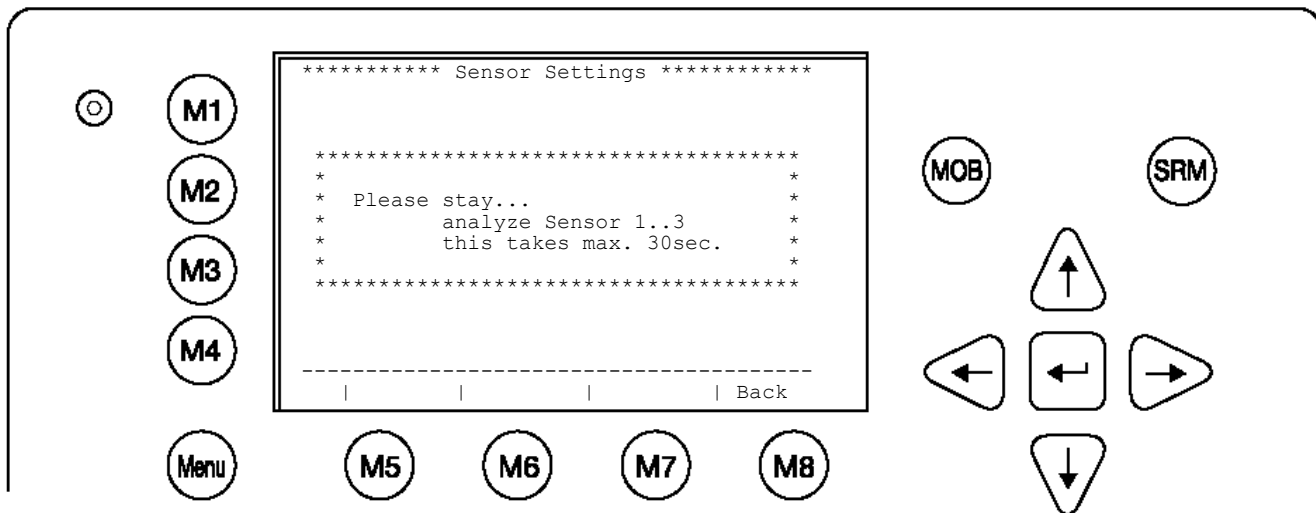 *********** Sensor Settings ************
M1
**************************************
* *
M2
* Please stay... *
* analyze Sensor 1..3 *
* this takes max. 30sec. *
* *
**************************************
M3
M4
----------------------------------------
| | | | Back
Menu
M5 M6 M7 M8
MOB SRM